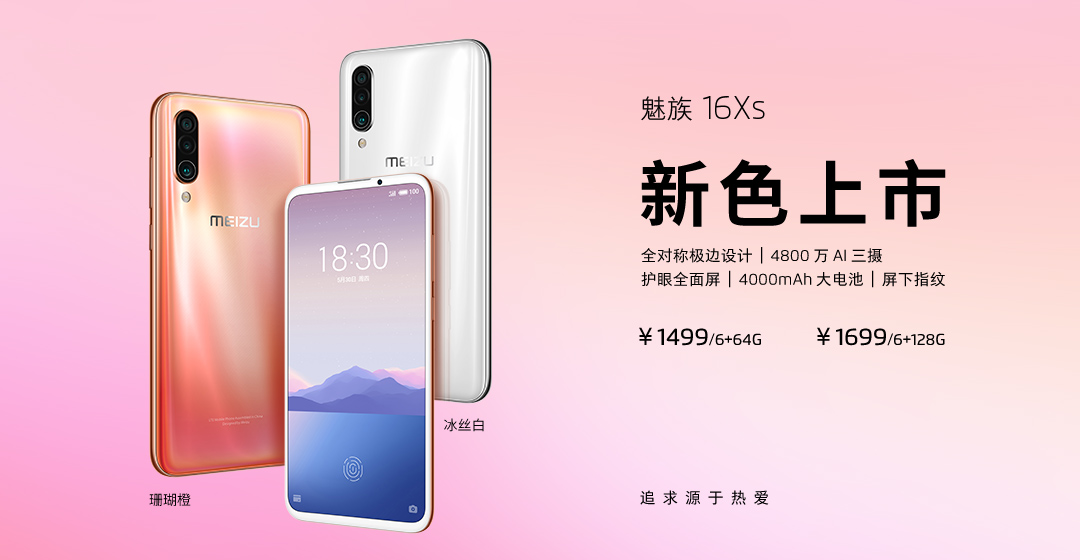 魅族 16Xs
新色上市
全对称极边设计 | 4800 万 AI 三摄
护眼全面屏 | 4000mAh 大电池 | 屏下指纹
¥ 1499/6+64G
¥ 1699/6+128G
追求源于热爱
MEIZU
MEIZU
100
18:30
冰丝白
珊瑚橙